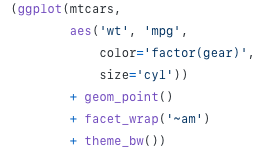 (ggplot(mtcars,
        aes('wt', 'mpg',
            color='factor(gear)',
            size='cyl'))
        + geom_point()
        + facet_wrap('~am')
        + theme_bw())